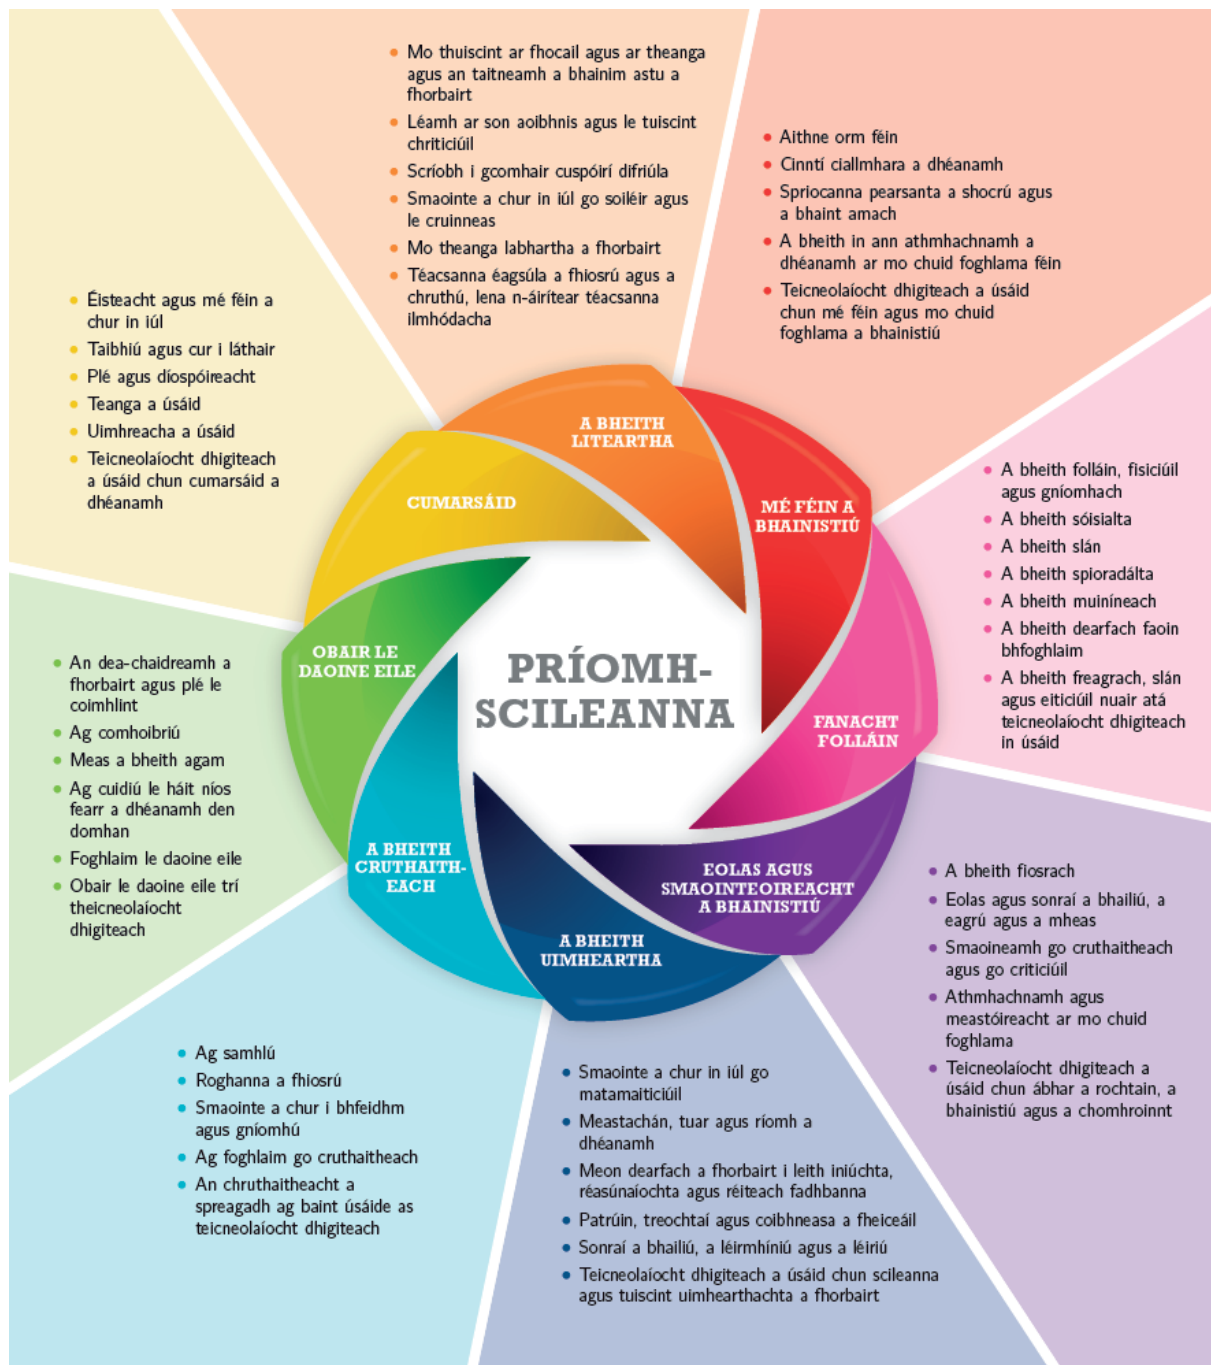 • Mo thuiscint ar fhocail agus ar theanga
agus an taitneamh a bhainim astu a
fhorbairt
• Léamh ar son aoibhnis agus le tuiscint
chriticiúil
• Scríobh i gcomhair cuspóirí difriúla
• Smaointe a chur in iúl go soiléir agus
le cruinneas
• Mo theanga labhartha a fhorbairt
• Téacsanna éagsúla a fhiosrú agus a
chruthú, lena n-áirítear téacsanna
ilmhódacha
• Aithne orm féin
• Cinntí ciallmhara a dhéanamh
• Spriocanna pearsanta a shocrú agus
a bhaint amach
• A bheith in ann athmhachnamh a
dhéanamh ar mo chuid foghlama féin
• Teicneolaíocht dhigiteach a úsáid
chun mé féin agus mo chuid
foghlama a bhainistiú
• Éisteacht agus mé féin a
chur in iúl
• Taibhiú agus cur i láthair
• Plé agus díospóireacht
• Teanga a úsáid
• Uimhreacha a úsáid
• Teicneolaíocht dhigiteach
a úsáid chun cumarsáid a
dhéanamh
A BHEITH
LITEARTHA
CUMARSÁID
MÉ FÉIN A
BHAINISTIÚ
• A bheith folláin, fisiciúil
agus gníomhach
• A bheith sóisialta
• A bheith slán
• A bheith spioradálta
• A bheith muiníneach
• A bheith dearfach faoin
bhfoghlaim
• A bheith freagrach, slán
agus eiticiúil nuair atá
teicneolaíocht dhigiteach
in úsáid
OBAIR LE
DAOINE EILE
PRÍOMH-
SCILEANNA
FANACHT
FOLLÁIN
• An dea-chaidreamh a
fhorbairt agus plé le
coimhlint
• Ag comhoibriú
• Meas a bheith agam
• Ag cuidiú le háit níos
fearr a dhéanamh den
domhan
• Foghlaim le daoine eile
• Obair le daoine eile trí
theicneolaíocht
dhigiteach
A BHEITH
CRUTHAITH-
EACH
EOLAS AGUS
SMAOINTEOIREACHT
A BHAINISTIÚ
A BHEITH
UIMHEARTHA
• A bheith fiosrach
• Eolas agus sonraí a bhailiú, a
eagrú agus a mheas
• Smaoineamh go cruthaitheach
agus go criticiúil
• Athmhachnamh agus
meastóireacht ar mo chuid
foghlama
• Teicneolaíocht dhigiteach a
úsáid chun ábhar a rochtain, a
bhainistiú agus a chomhroinnt
• Ag samhlú
• Roghanna a fhiosrú
• Smaointe a chur i bhfeidhm
agus gníomhú
• Ag foghlaim go cruthaitheach
• An chruthaitheacht a
spreagadh ag baint úsáide as
teicneolaíocht dhigiteach
• Smaointe a chur in iúl go
matamaiticiúil
• Meastachán, tuar agus ríomh a
dhéanamh
• Meon dearfach a fhorbairt i leith iniúchta,
réasúnaíochta agus réiteach fadhbanna
• Patrúin, treochtaí agus coibhneasa a fheiceáil
• Sonraí a bhailiú, a léirmhíniú agus a léiriú
• Teicneolaíocht dhigiteach a úsáid chun scileanna
agus tuiscint uimhearthachta a fhorbairt